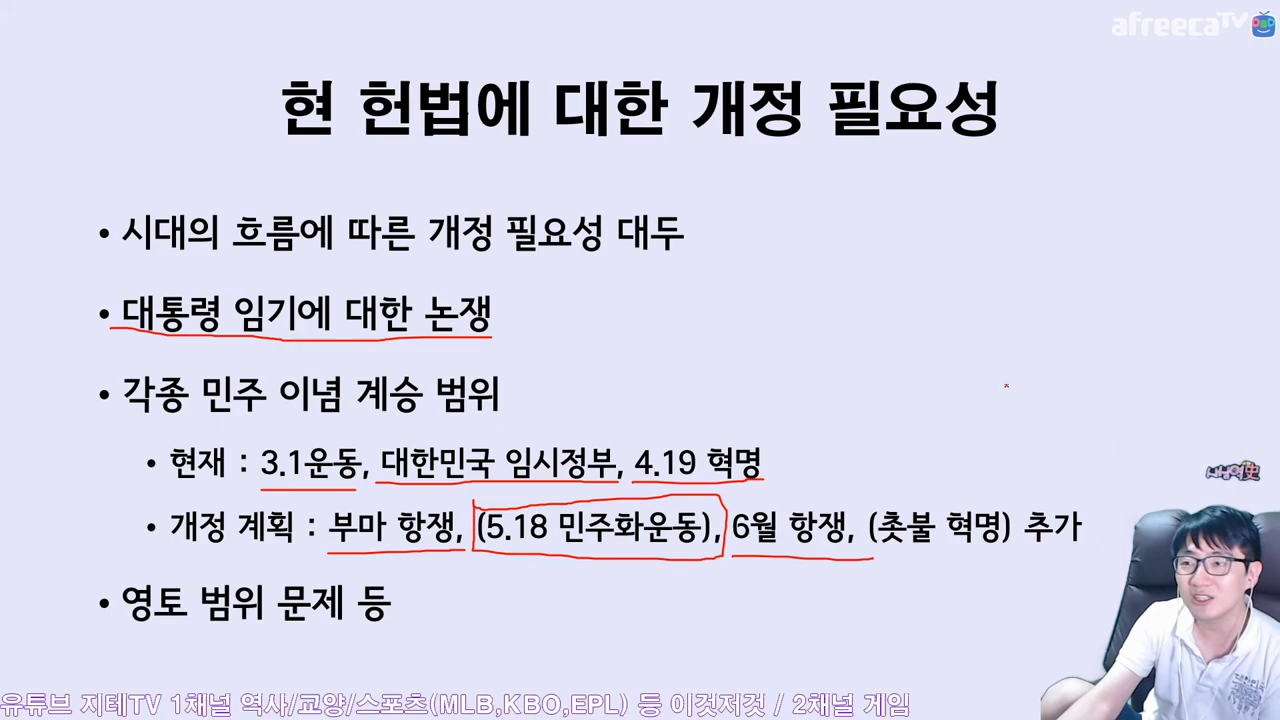 afreecaTV
현 헌법에 대한 개정 필요성
• 시대의 흐름에 따른 개정 필요성 대두
• 대통령 임기에 대한 논쟁
• 각종 민주 이념 계승 범위
• 현재 : 3.1운동, 대한민국 임시정부, 4.19 혁명
• 개정 계획 : 부마 항쟁, (5.18 민주화운동), 6월 항쟁, (촛불 혁명) 추가
• 영토 범위 문제 등
유튜브 지테TV 1채널 역사/교양/스포츠(MLB,KBO,EPL) 등 이것저것 / 2채널 게임